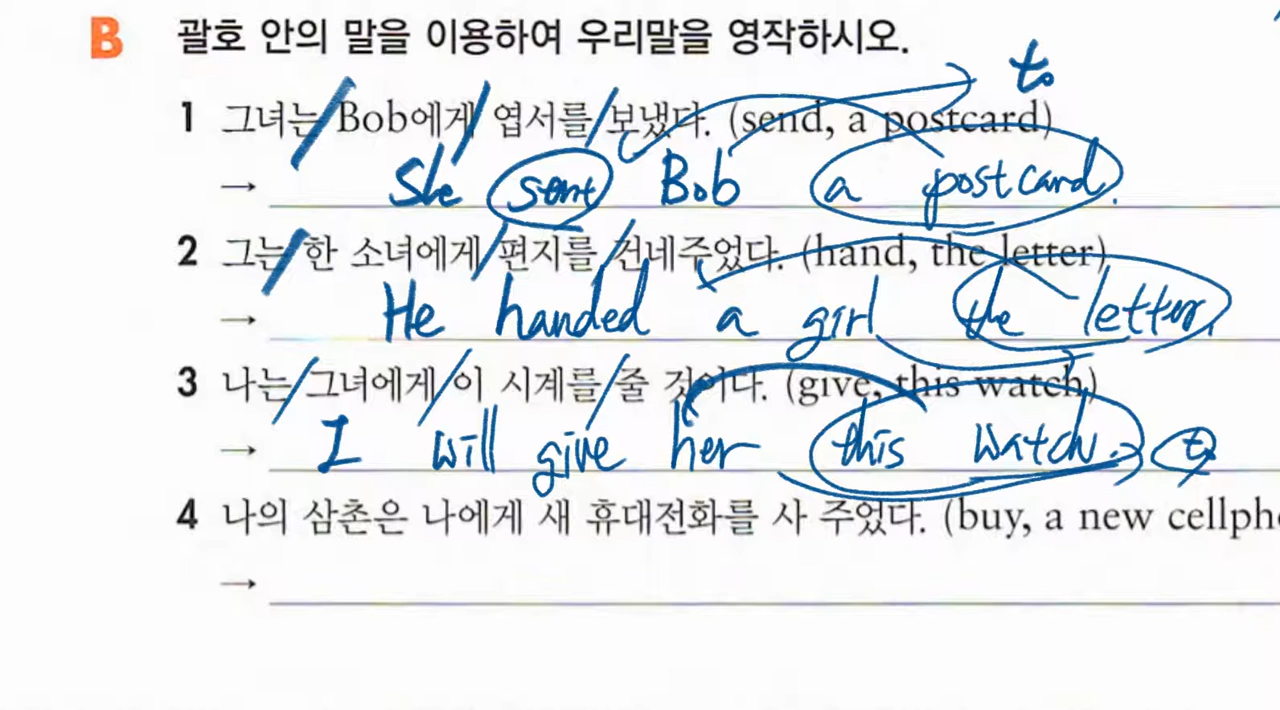 B 괄호 안의 말을 이용하여 우리말을 영작하시오.
to
1 그녀는 Bob에게 엽서를 보냈다. (send, a postcard)
→ She sent Bob a postcard.
2 그는 한 소녀에게 편지를 건네주었다. (hand, the letter)
→ He handed a girl the letter.
3 나는 그녀에게 이 시계를 줄 것이다. (give, this watch)
→ I will give her this watch.
4 나의 삼촌은 나에게 새 휴대전화를 사 주었다. (buy, a new cellph
→